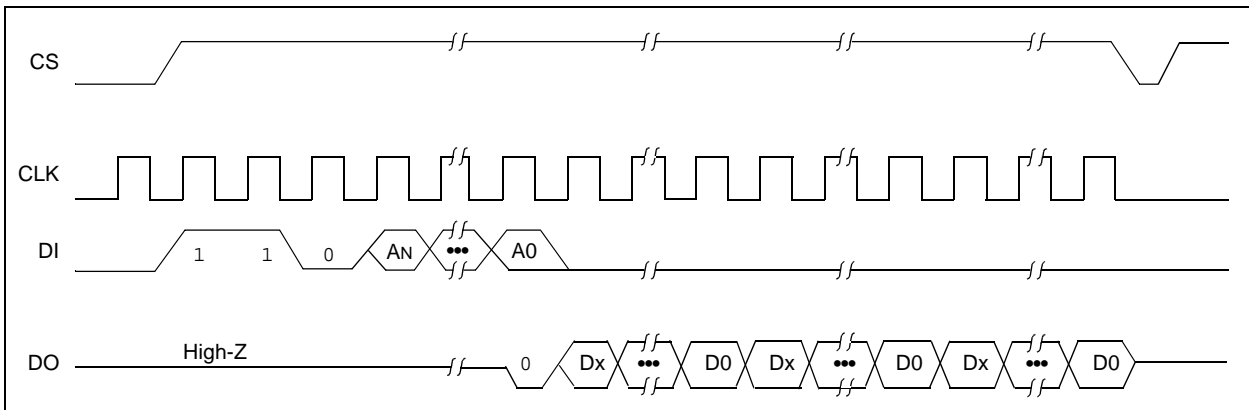 CS
CLK
DI 1 1 0 AN ••• A0
High-Z
DO 0 Dx ••• D0 Dx ••• D0 Dx ••• D0